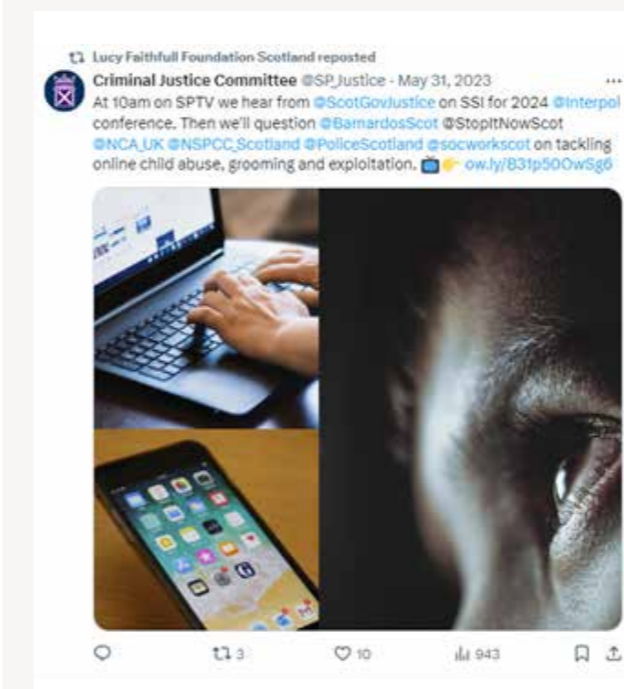 Lucy Faithfull Foundation Scotland reposted
Criminal Justice Committee @SP_Justice · May 31, 2023
At 10am on SPTV we hear from @ScotGovJustice on SSI for 2024 @Interpol
conference. Then we'll question @BarnardosScot @StopItNowScot
@NCA_UK @NSPCC_Scotland @PoliceScotland @socworkscot on tackling
online child abuse, grooming and exploitation. 📺👉 ow.ly/B31p50OwSg6
3 10 943